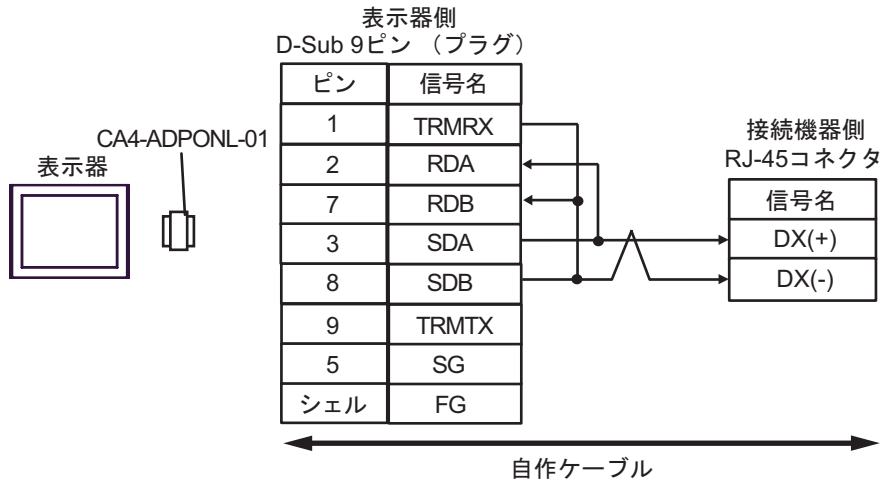 表示器側
D-Sub 9ピン （プラグ）
ピン 信号名
1 TRMRX
2 RDA
7 RDB
3 SDA
8 SDB
9 TRMTX
5 SG
シェル FG
CA4-ADPONL-01
表示器
接続機器側
RJ-45コネクタ
信号名
DX(+)
DX(-)
自作ケーブル